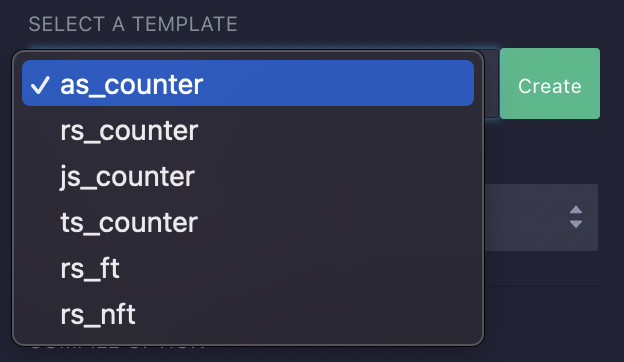 SELECT A TEMPLATE
✓ as_counter
Create
rs_counter
js_counter
ts_counter
rs_ft
rs_nft